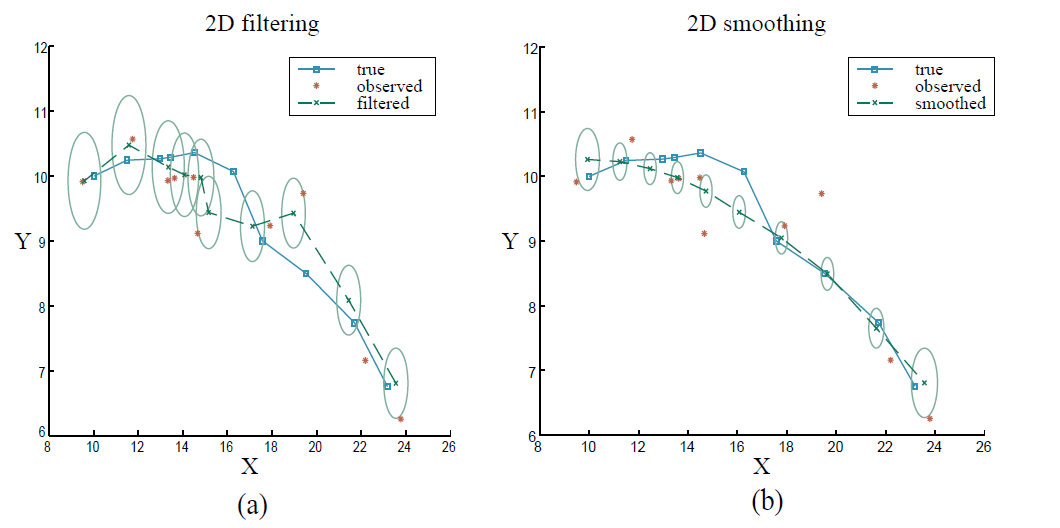 2D filtering
true
observed
filtered
12
11
10
9
8
7
6
Y
8 10 12 14 16 18 20 22 24 26
X
(a)
2D smoothing
true
observed
smoothed
12
11
10
9
8
7
6
Y
8 10 12 14 16 18 20 22 24 26
X
(b)